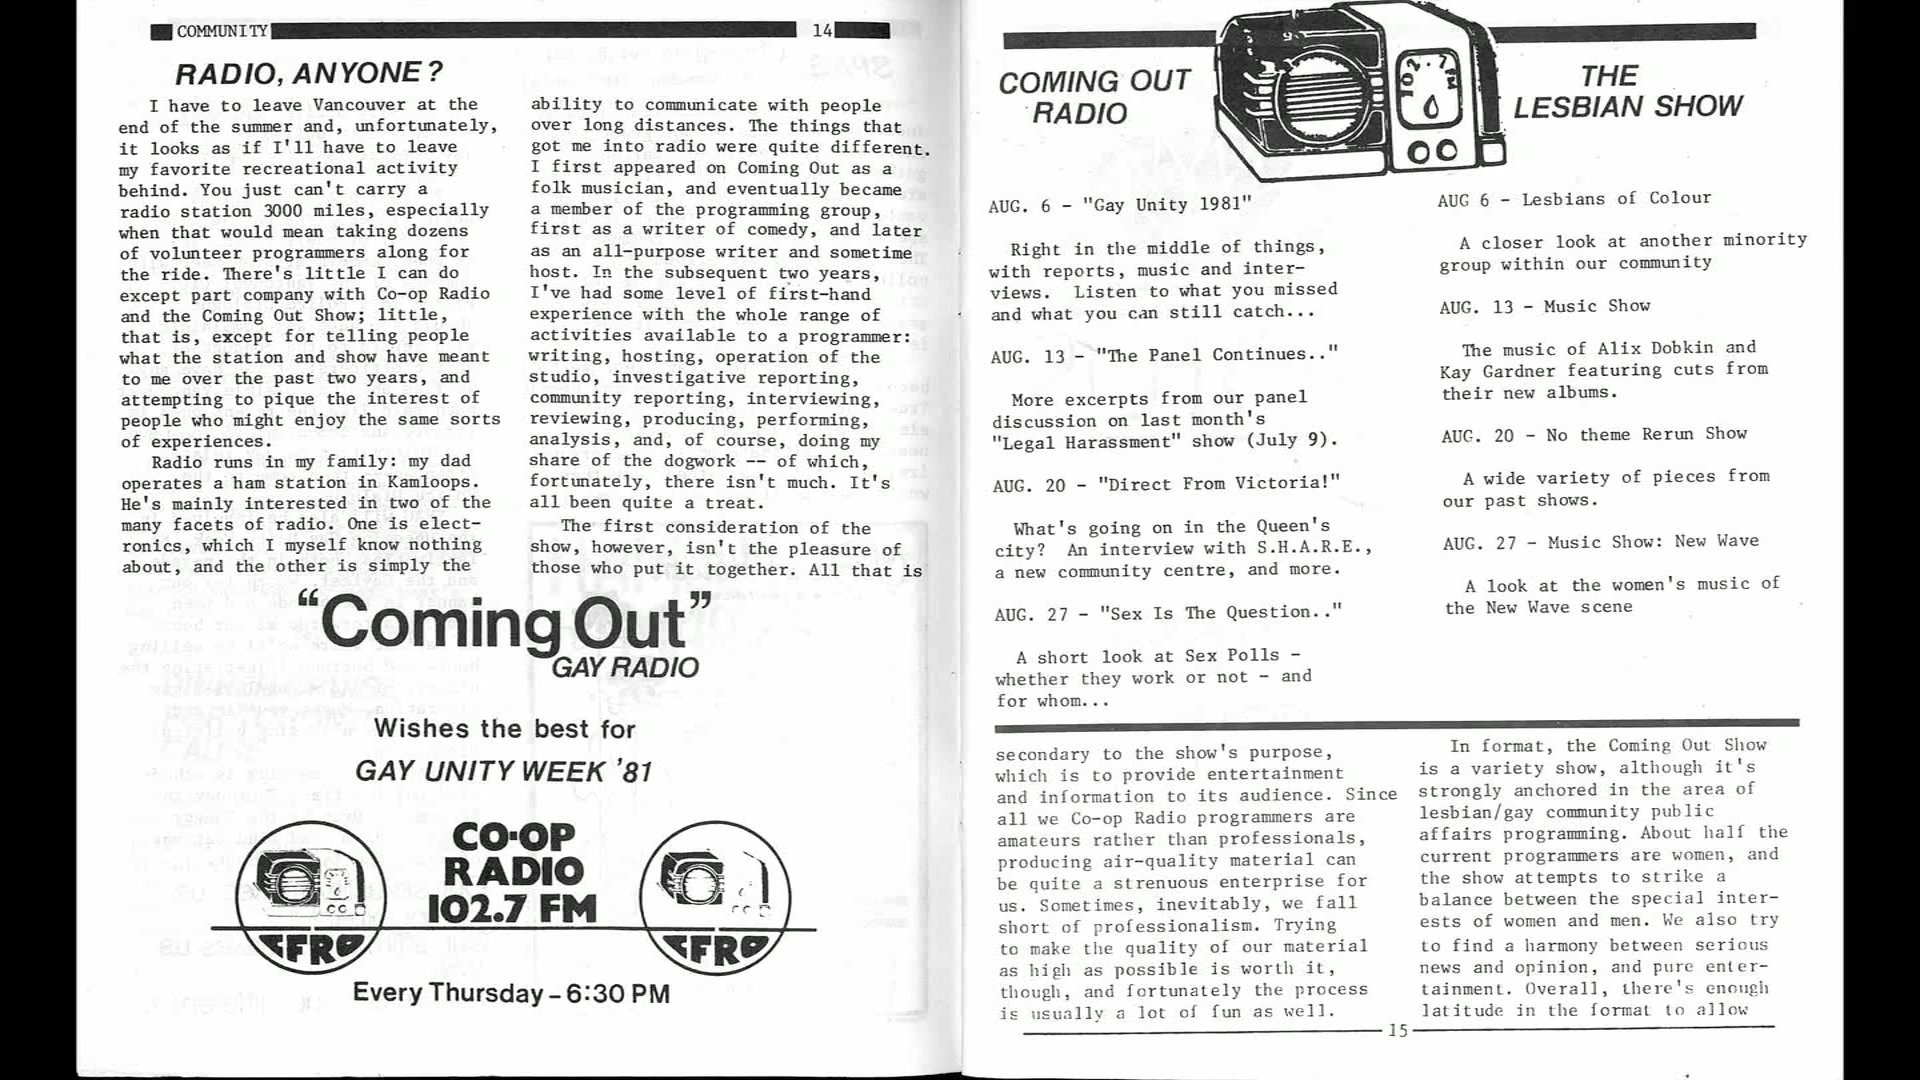 COMMUNITY
14
RADIO, ANYONE?
I have to leave Vancouver at the
end of the summer and, unfortunately,
it looks as if I'll have to leave
my favorite recreational activity
behind. You just can't carry a
radio station 3000 miles, especially
when that would mean taking dozens
of volunteer programmers along for
the ride. There's little I can do
except part company with Co-op Radio
and the Coming Out Show; little,
that is, except for telling people
what the station and show have meant
to me over the past two years, and
attempting to pique the interest of
people who might enjoy the same sorts
of experiences.
Radio runs in my family: my dad
operates a ham station in Kamloops.
He's mainly interested in two of the
many facets of radio. One is elect-
ronics, which I myself know nothing
about, and the other is simply the
ability to communicate with people
over long distances. The things that
got me into radio were quite different.
I first appeared on Coming Out as a
folk musician, and eventually became
a member of the programming group,
first as a writer of comedy, and later
as an all-purpose writer and sometime
host. In the subsequent two years,
I've had some level of first-hand
experience with the whole range of
activities available to a programmer:
writing, hosting, operation of the
studio, investigative reporting,
community reporting, interviewing,
reviewing, producing, performing,
analysis, and, of course, doing my
share of the dogwork -- of which,
fortunately, there isn't much. It's
all been quite a treat.
The first consideration of the
show, however, isn't the pleasure of
those who put it together. All that is
"Coming Out"
GAY RADIO
Wishes the best for
GAY UNITY WEEK '81
CO-OP
RADIO
102.7 FM
CFRO
CFRO
Every Thursday - 6:30 PM
COMING OUT
RADIO
102.7 FM
THE
LESBIAN SHOW
AUG. 6 - "Gay Unity 1981"
Right in the middle of things,
with reports, music and inter-
views. Listen to what you missed
and what you can still catch...
AUG. 13 - "The Panel Continues.."
More excerpts from our panel
discussion on last month's
"Legal Harassment" show (July 9).
AUG. 20 - "Direct From Victoria!"
What's going on in the Queen's
city? An interview with S.H.A.R.E.,
a new community centre, and more.
AUG. 27 - "Sex Is The Question.."
A short look at Sex Polls -
whether they work or not - and
for whom...
AUG 6 - Lesbians of Colour
A closer look at another minority
group within our community
AUG. 13 - Music Show
The music of Alix Dobkin and
Kay Gardner featuring cuts from
their new albums.
AUG. 20 - No theme Rerun Show
A wide variety of pieces from
our past shows.
AUG. 27 - Music Show: New Wave
A look at the women's music of
the New Wave scene
secondary to the show's purpose,
which is to provide entertainment
and information to its audience. Since
all we Co-op Radio programmers are
amateurs rather than professionals,
producing air-quality material can
be quite a strenuous enterprise for
us. Sometimes, inevitably, we fall
short of professionalism. Trying
to make the quality of our material
as high as possible is worth it,
though, and fortunately the process
is usually a lot of fun as well.
In format, the Coming Out Show
is a variety show, although it's
strongly anchored in the area of
lesbian/gay community public
affairs programming. About half the
current programmers are women, and
the show attempts to strike a
balance between the special inter-
ests of women and men. We also try
to find a harmony between serious
news and opinion, and pure enter-
tainment. Overall, there's enough
latitude in the format to allow
15